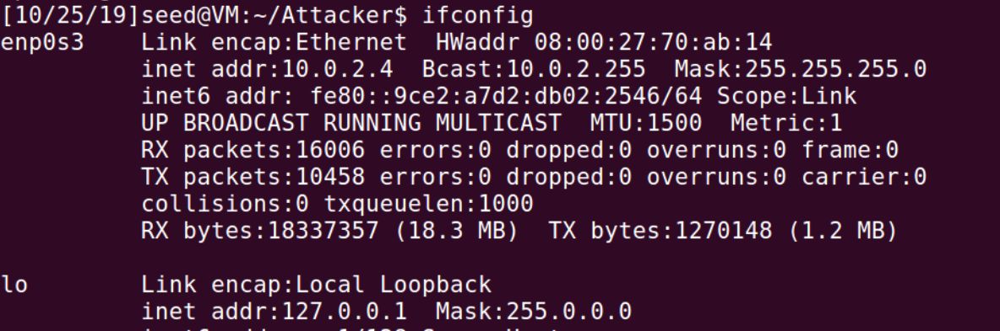 [10/25/19]seed@VM:~/Attacker$ ifconfig
enp0s3    Link encap:Ethernet  HWaddr 08:00:27:70:ab:14
          inet addr:10.0.2.4  Bcast:10.0.2.255  Mask:255.255.255.0
          inet6 addr: fe80::9ce2:a7d2:db02:2546/64 Scope:Link
          UP BROADCAST RUNNING MULTICAST  MTU:1500  Metric:1
          RX packets:16006 errors:0 dropped:0 overruns:0 frame:0
          TX packets:10458 errors:0 dropped:0 overruns:0 carrier:0
          collisions:0 txqueuelen:1000
          RX bytes:18337357 (18.3 MB)  TX bytes:1270148 (1.2 MB)
lo        Link encap:Local Loopback
          inet addr:127.0.0.1  Mask:255.0.0.0